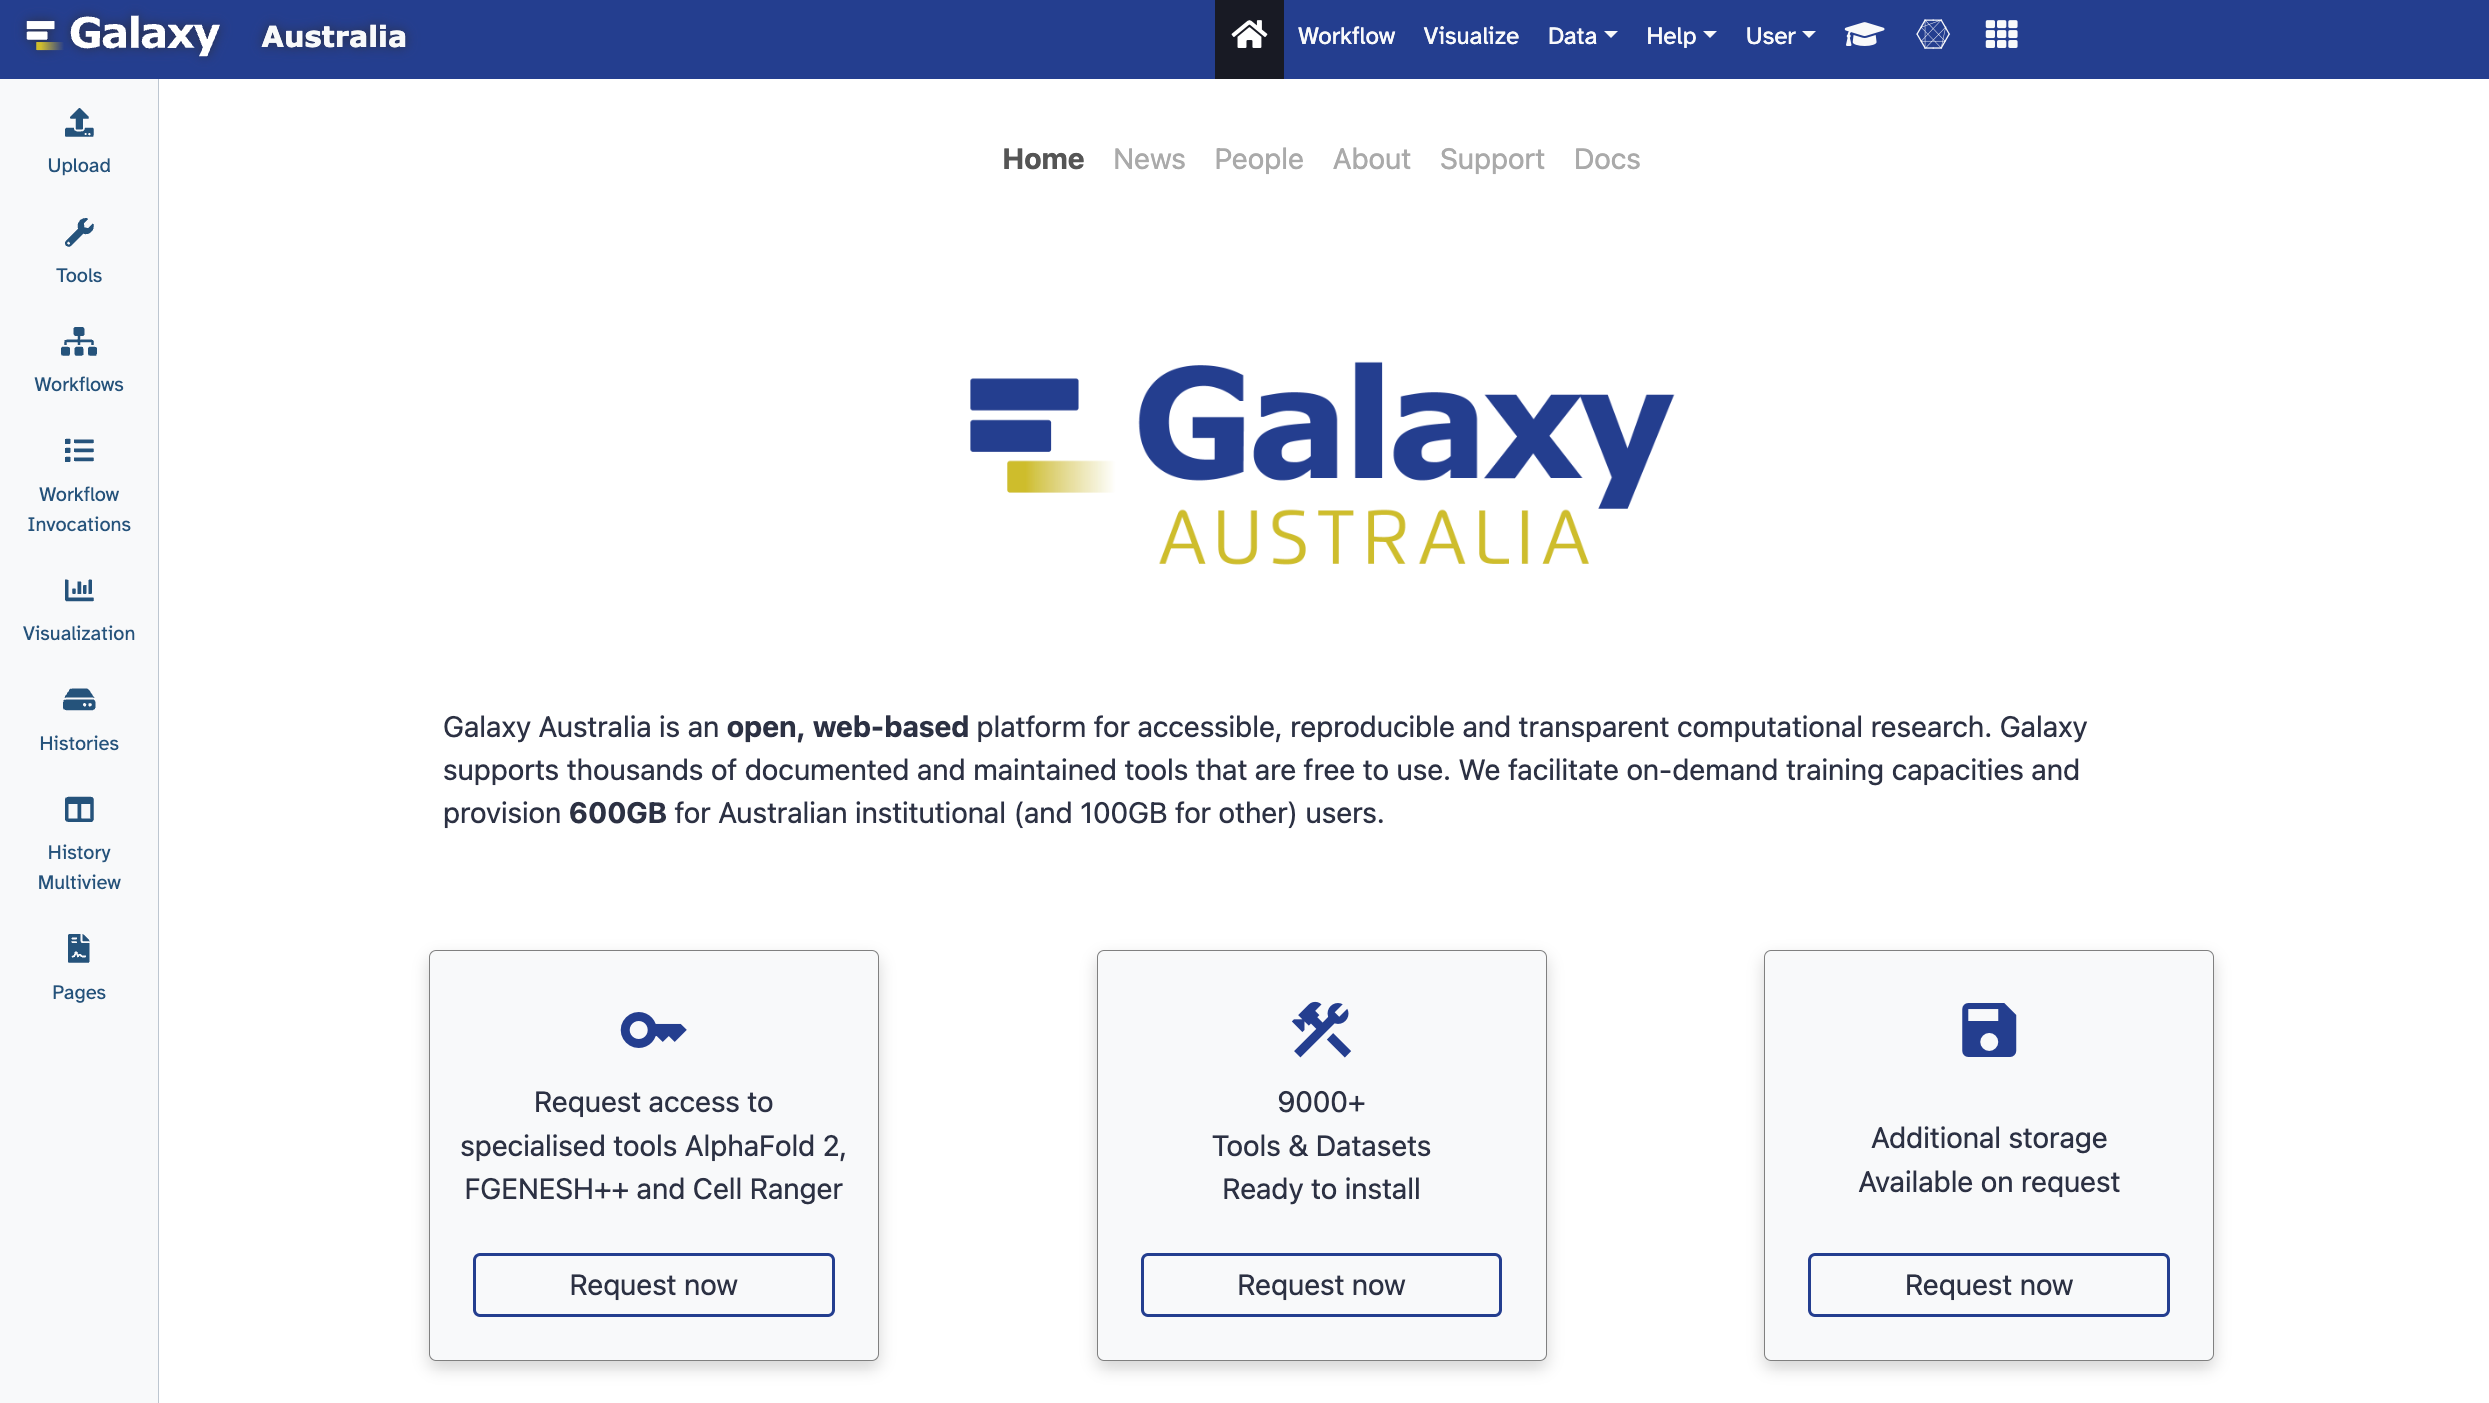 Galaxy Australia
Workflow Visualize Data Help User
Upload
Tools
Workflows
Workflow
Invocations
Visualization
Histories
History
Multiview
Pages
Home News People About Support Docs
Galaxy
AUSTRALIA
Galaxy Australia is an open, web-based platform for accessible, reproducible and transparent computational research. Galaxy
supports thousands of documented and maintained tools that are free to use. We facilitate on-demand training capacities and
provision 600GB for Australian institutional (and 100GB for other) users.
Request access to
specialised tools AlphaFold 2,
FGENESH++ and Cell Ranger
Request now
9000+
Tools & Datasets
Ready to install
Request now
Additional storage
Available on request
Request now